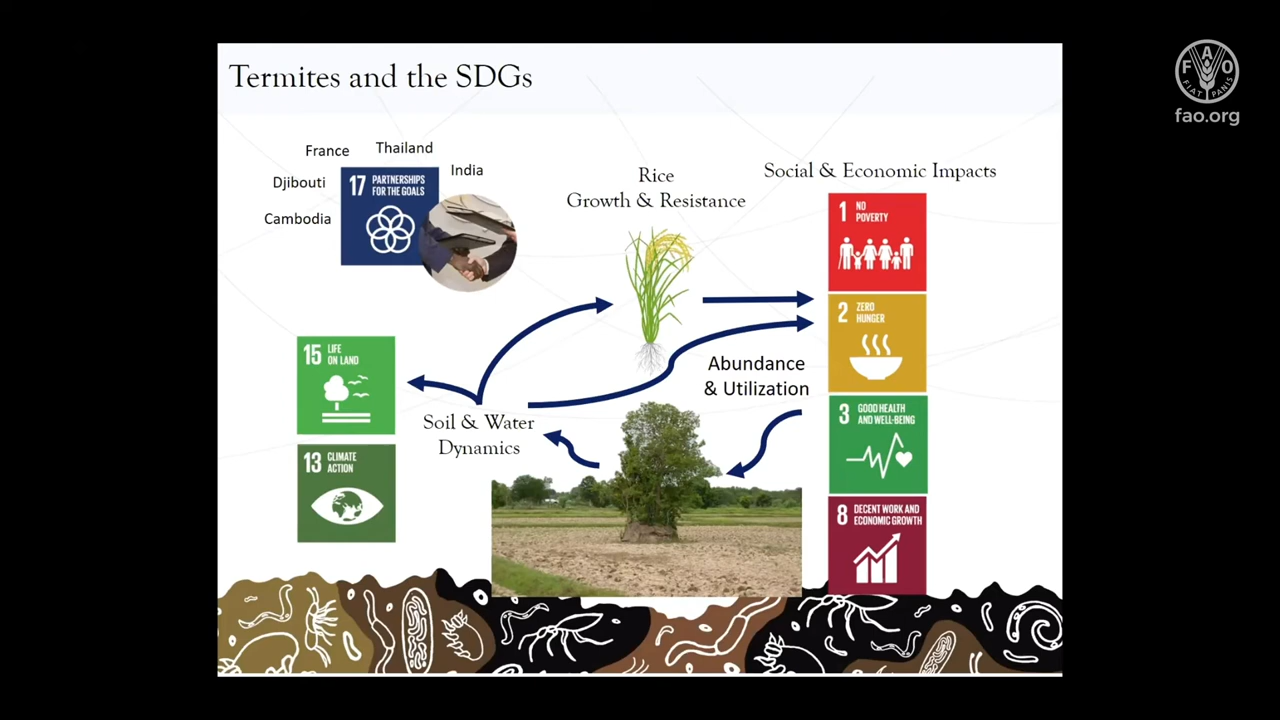 Termites and the SDGs
FAO
FIAT PANIS
fao.org
France
Thailand
India
Djibouti
Cambodia
17 PARTNERSHIPS
FOR THE GOALS
Rice
Growth & Resistance
Social & Economic Impacts
1 NO
POVERTY
2 ZERO
HUNGER
Abundance
& Utilization
15 LIFE
ON LAND
Soil & Water
Dynamics
3 GOOD HEALTH
AND WELL-BEING
13 CLIMATE
ACTION
8 DECENT WORK AND
ECONOMIC GROWTH